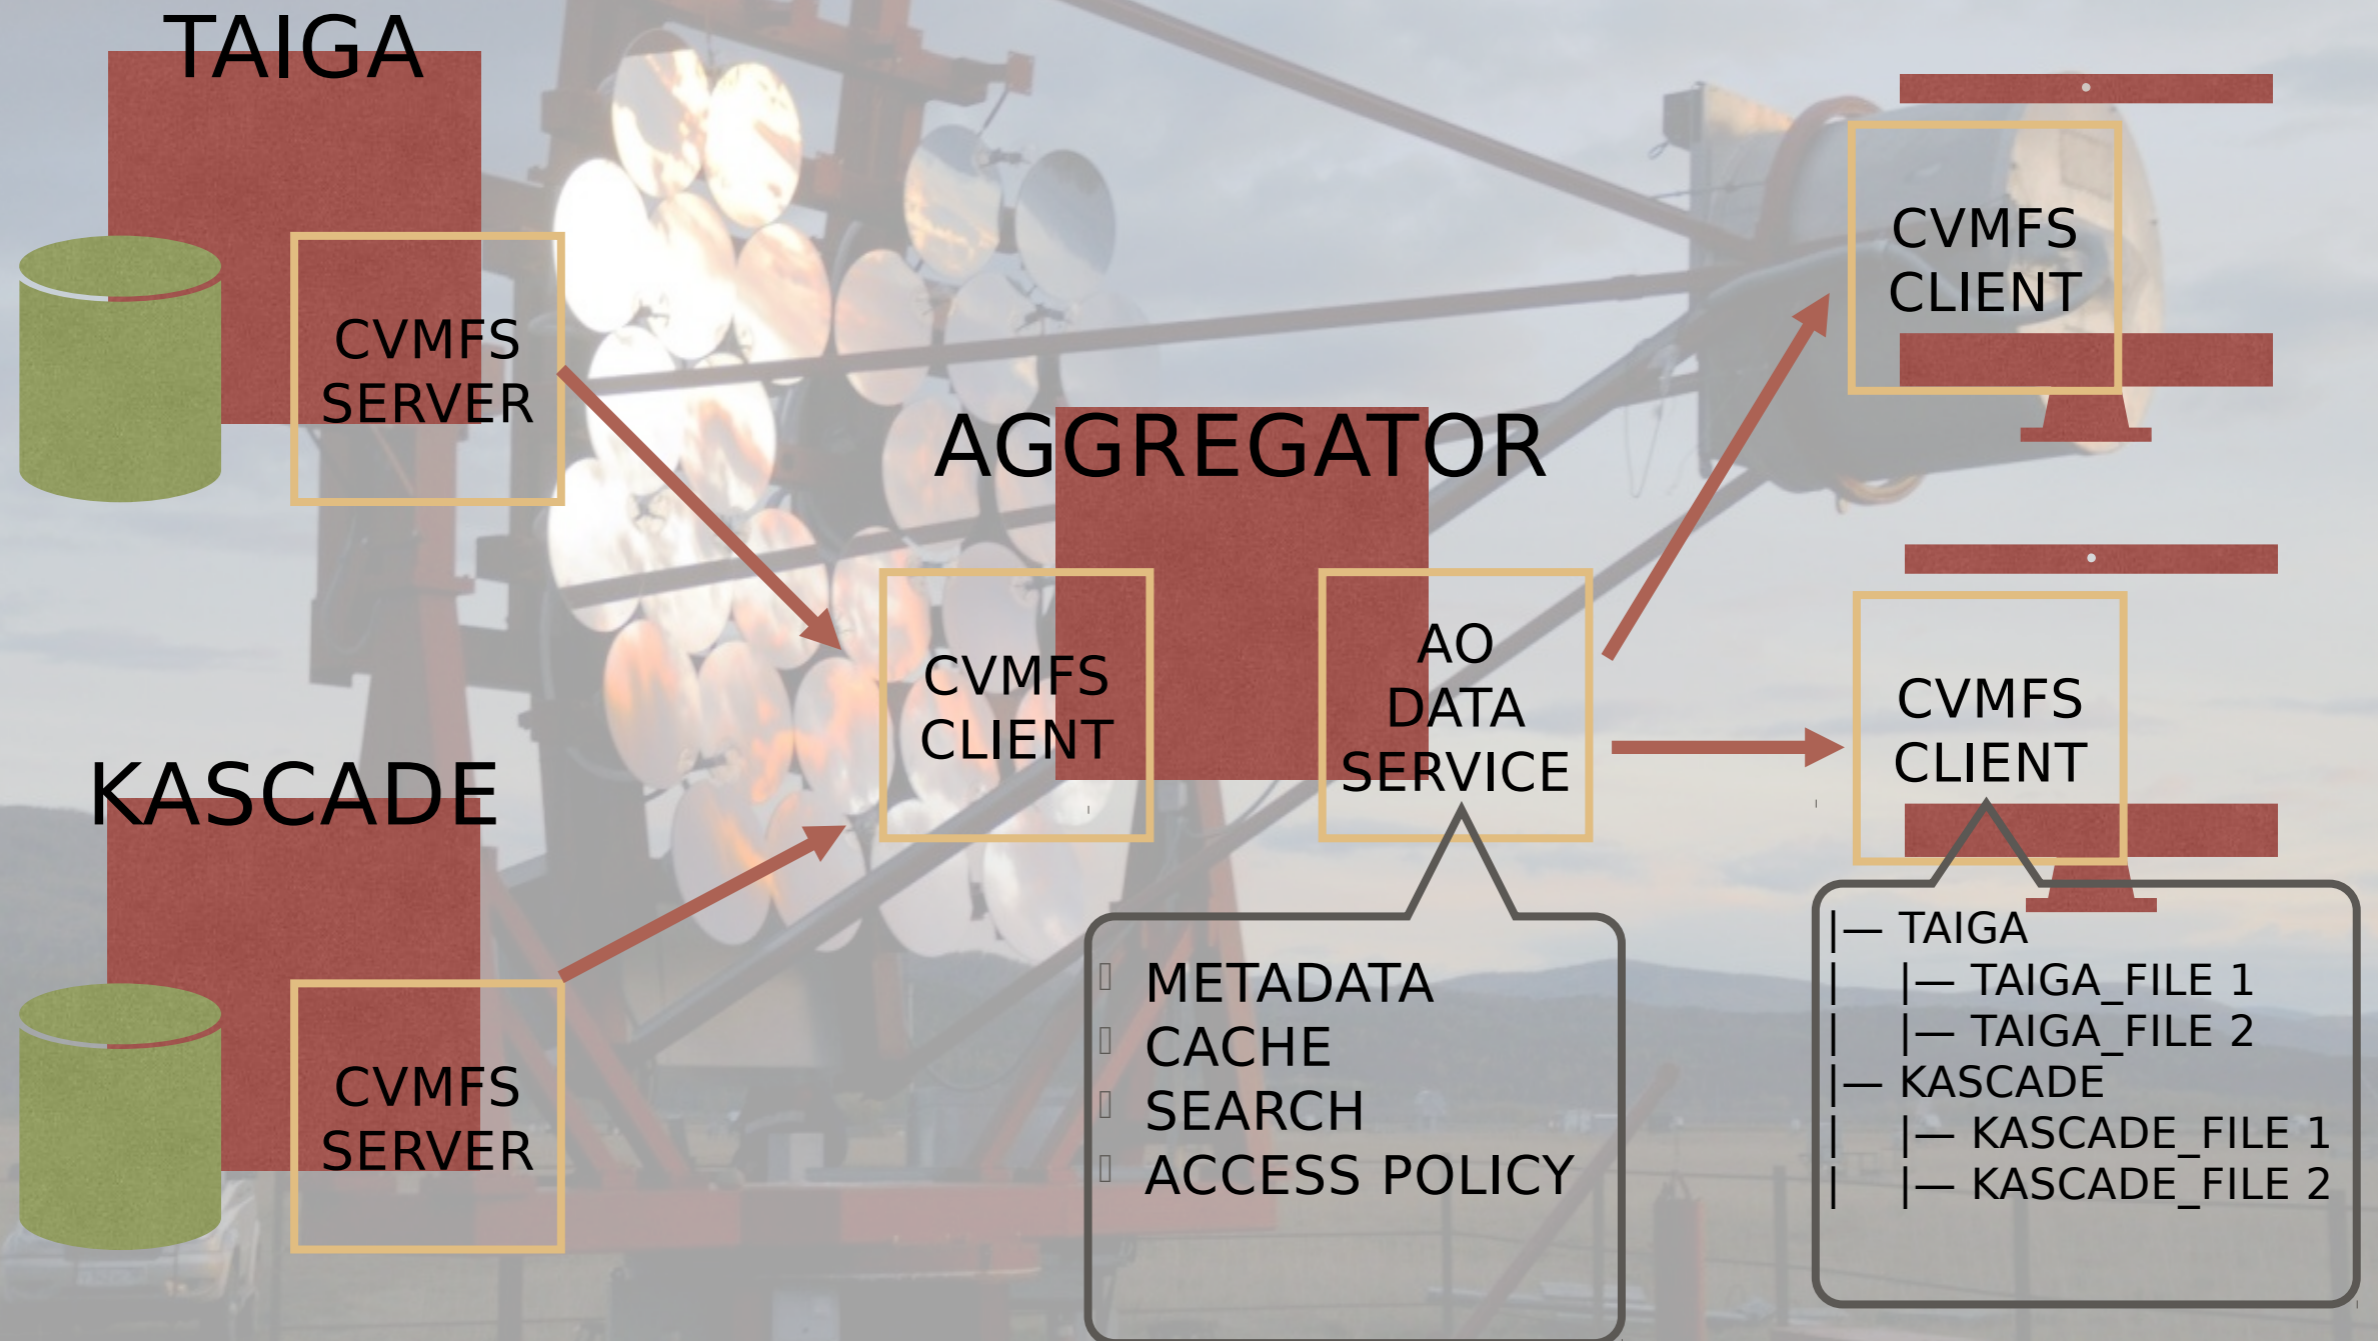 TAIGA
CVMFS
SERVER
KASCADE
CVMFS
SERVER
AGGREGATOR
CVMFS
CLIENT
AO
DATA
SERVICE
METADATA
CACHE
SEARCH
ACCESS POLICY
CVMFS
CLIENT
CVMFS
CLIENT
|— TAIGA
|    |— TAIGA_FILE 1
|    |— TAIGA_FILE 2
|— KASCADE
|    |— KASCADE_FILE 1
|    |— KASCADE_FILE 2